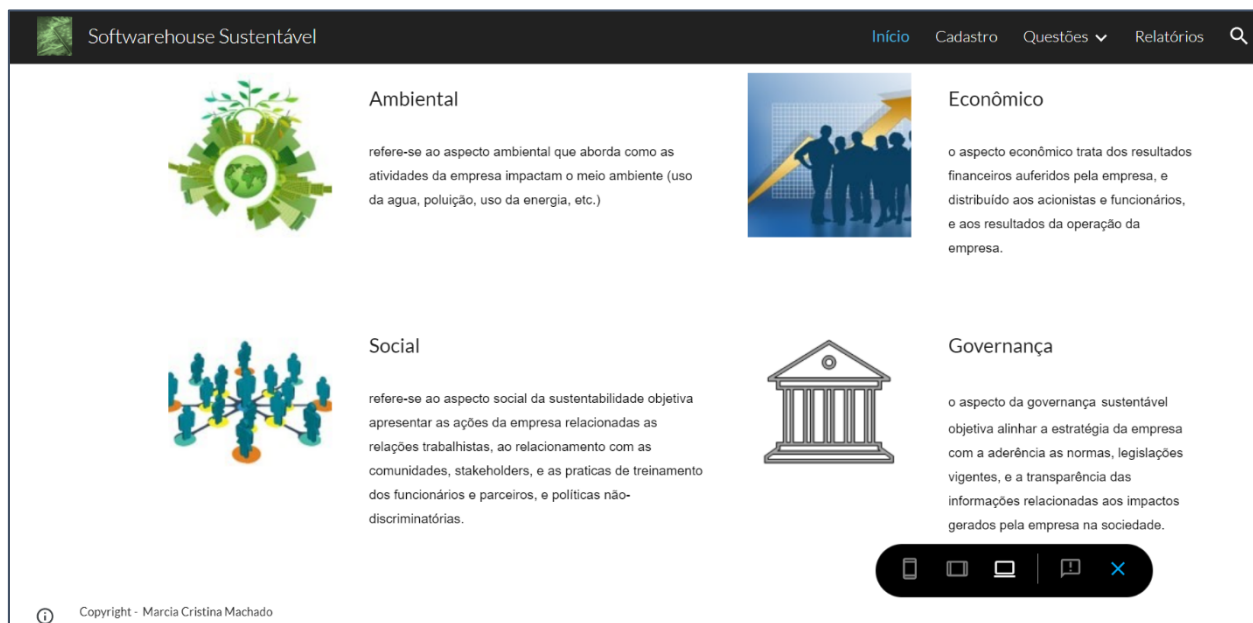 Softwarehouse Sustentável
Início
Cadastro
Questões
Relatórios
Ambiental
refere-se ao aspecto ambiental que aborda como as
atividades da empresa impactam o meio ambiente (uso
da agua, poluição, uso da energia, etc.)
Econômico
o aspecto econômico trata dos resultados
financeiros auferidos pela empresa, e
distribuído aos acionistas e funcionários,
e aos resultados da operação da
empresa.
Social
refere-se ao aspecto social da sustentabilidade objetiva
apresentar as ações da empresa relacionadas as
relações trabalhistas, ao relacionamento com as
comunidades, stakeholders, e as praticas de treinamento
dos funcionários e parceiros, e políticas não-
discriminatórias.
Governança
o aspecto da governança sustentável
objetiva alinhar a estratégia da empresa
com a aderência as normas, legislações
vigentes, e a transparência das
informações relacionadas aos impactos
gerados pela empresa na sociedade.
Copyright - Marcia Cristina Machado